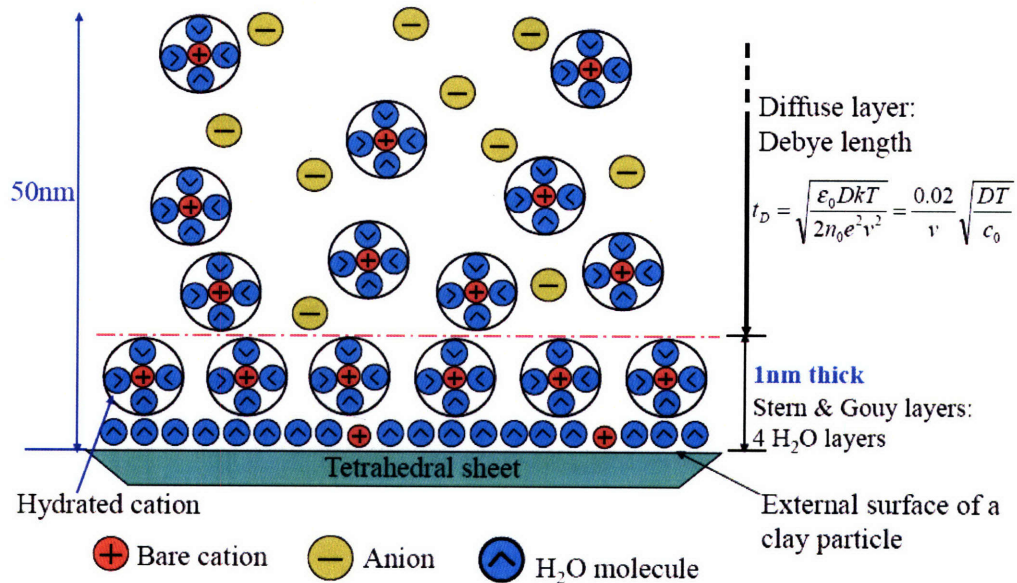 50nm
Diffuse layer:
Debye length
t_D = √(ε₀DkT / 2n₀e²v²) = 0.02/v √(DT/c₀)
1nm thick
Stern & Gouy layers:
4 H₂O layers
Tetrahedral sheet
Hydrated cation
External surface of a
clay particle
Bare cation
Anion
H₂O molecule